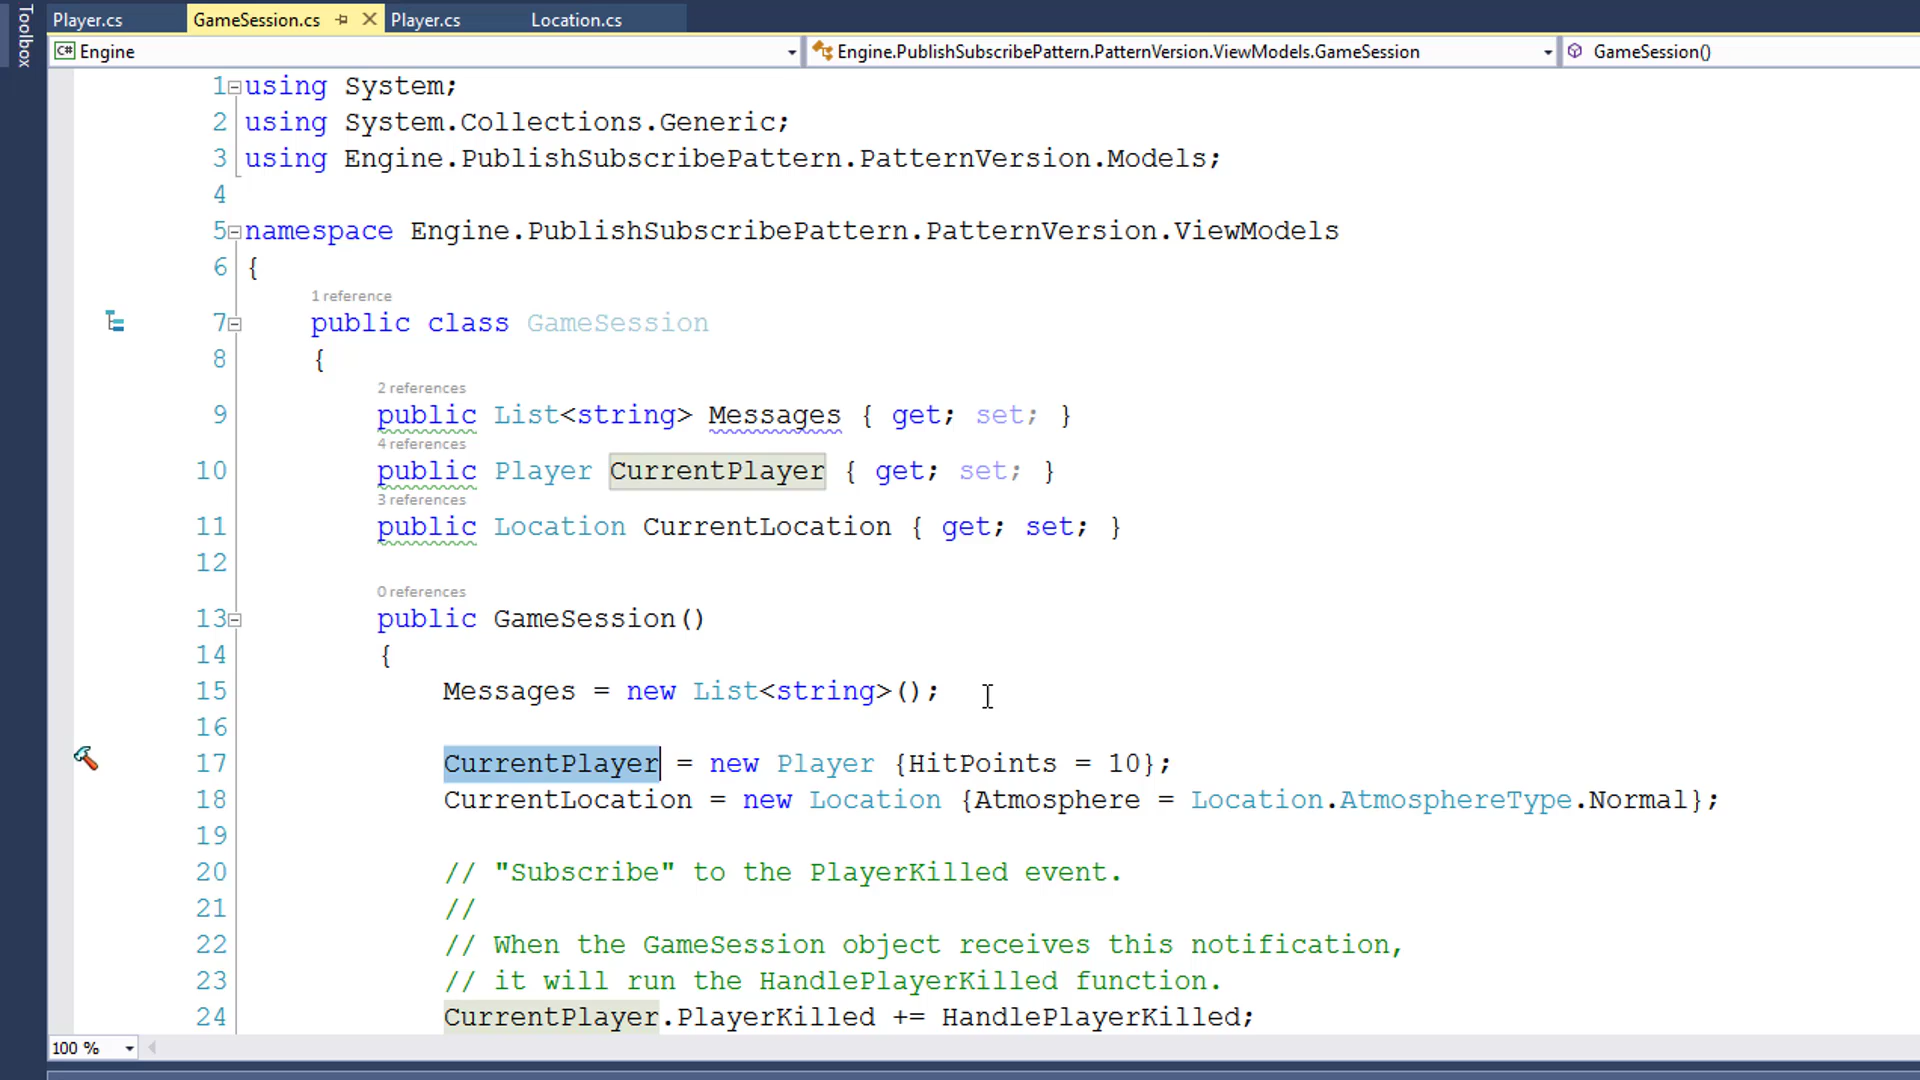 Toolbox
Player.cs GameSession.cs Player.cs Location.cs
C# Engine Engine.PublishSubscribePattern.PatternVersion.ViewModels.GameSession GameSession()
1 using System;
2 using System.Collections.Generic;
3 using Engine.PublishSubscribePattern.PatternVersion.Models;
4
5 namespace Engine.PublishSubscribePattern.PatternVersion.ViewModels
6 {
1 reference
7 public class GameSession
8 {
2 references
9 public List<string> Messages { get; set; }
4 references
10 public Player CurrentPlayer { get; set; }
3 references
11 public Location CurrentLocation { get; set; }
12
0 references
13 public GameSession()
14 {
15 Messages = new List<string>();
16
17 CurrentPlayer = new Player {HitPoints = 10};
18 CurrentLocation = new Location {Atmosphere = Location.AtmosphereType.Normal};
19
20 // "Subscribe" to the PlayerKilled event.
21 //
22 // When the GameSession object receives this notification,
23 // it will run the HandlePlayerKilled function.
24 CurrentPlayer.PlayerKilled += HandlePlayerKilled;
100 %